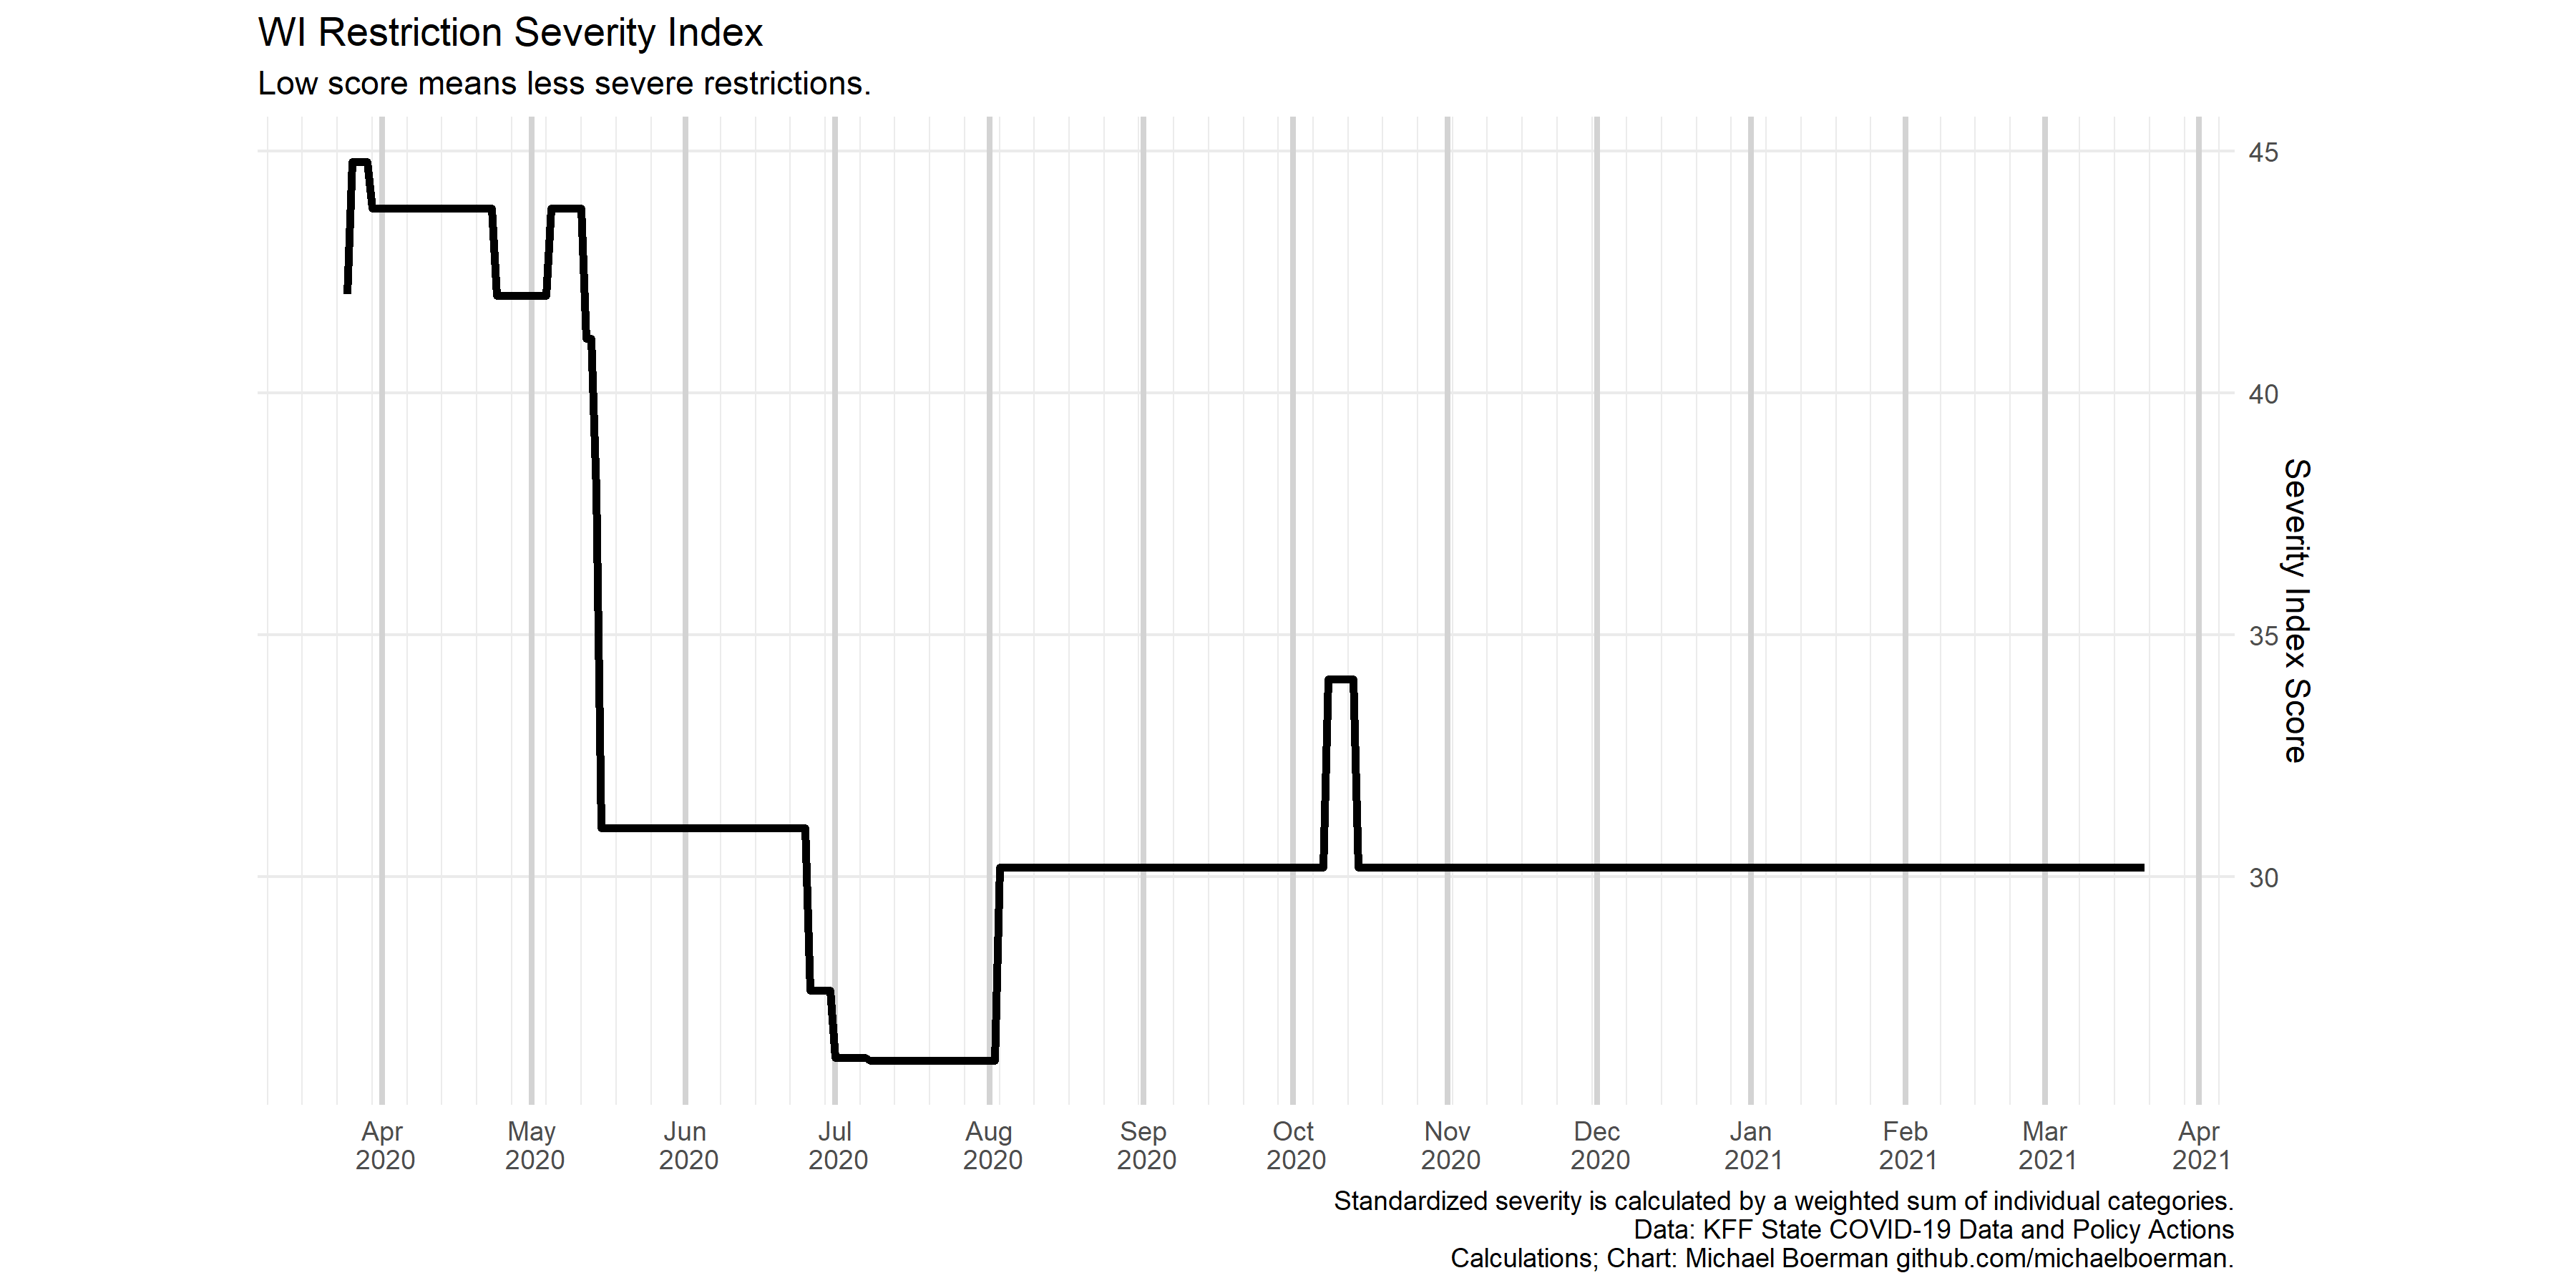 WI Restriction Severity Index
Low score means less severe restrictions.
45
40
35
30
Severity Index Score
Apr
2020
May
2020
Jun
2020
Jul
2020
Aug
2020
Sep
2020
Oct
2020
Nov
2020
Dec
2020
Jan
2021
Feb
2021
Mar
2021
Apr
2021
Standardized severity is calculated by a weighted sum of individual categories.
Data: KFF State COVID-19 Data and Policy Actions
Calculations; Chart: Michael Boerman github.com/michaelboerman.